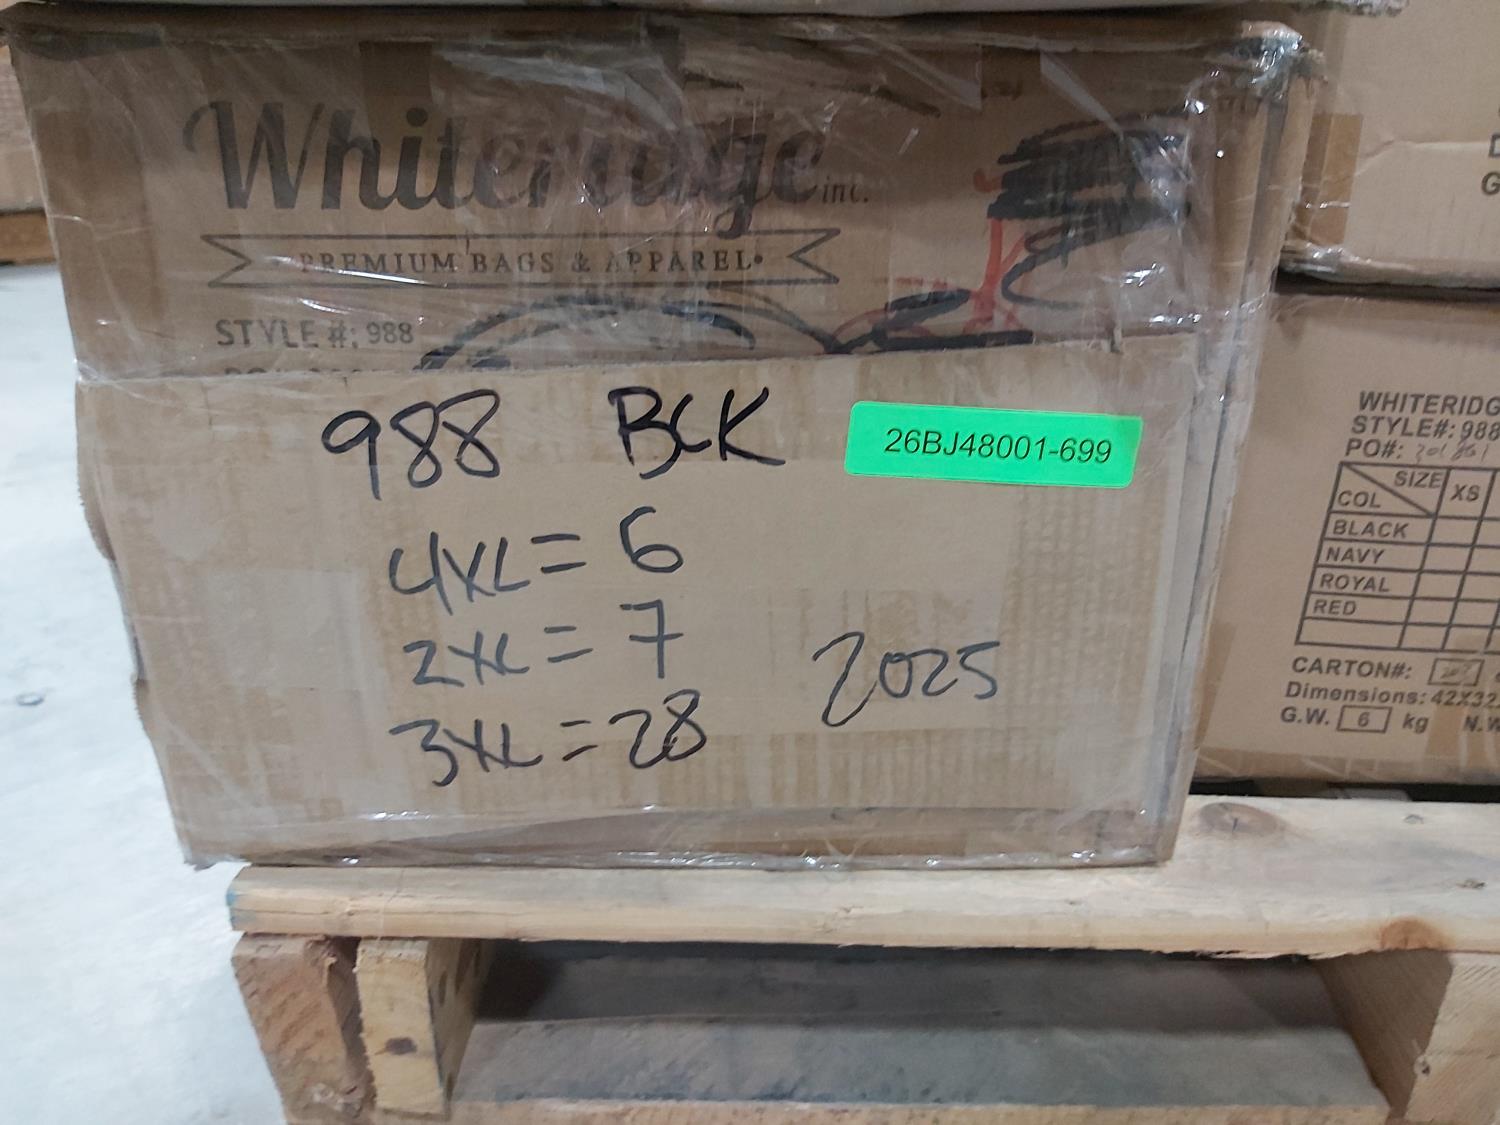 Whiteridge inc.
PREMIUM BAGS & APPAREL
STYLE #: 988
988 BCK
26BJ48001-699
4XL = 6
2XL = 7
3XL = 28
2025
G
WHITERIDG
STYLE#: 988
PO#:
SIZE XS
COL
BLACK
NAVY
ROYAL
RED
CARTON#:
Dimensions: 42X32
G.W. 6 kg N.W